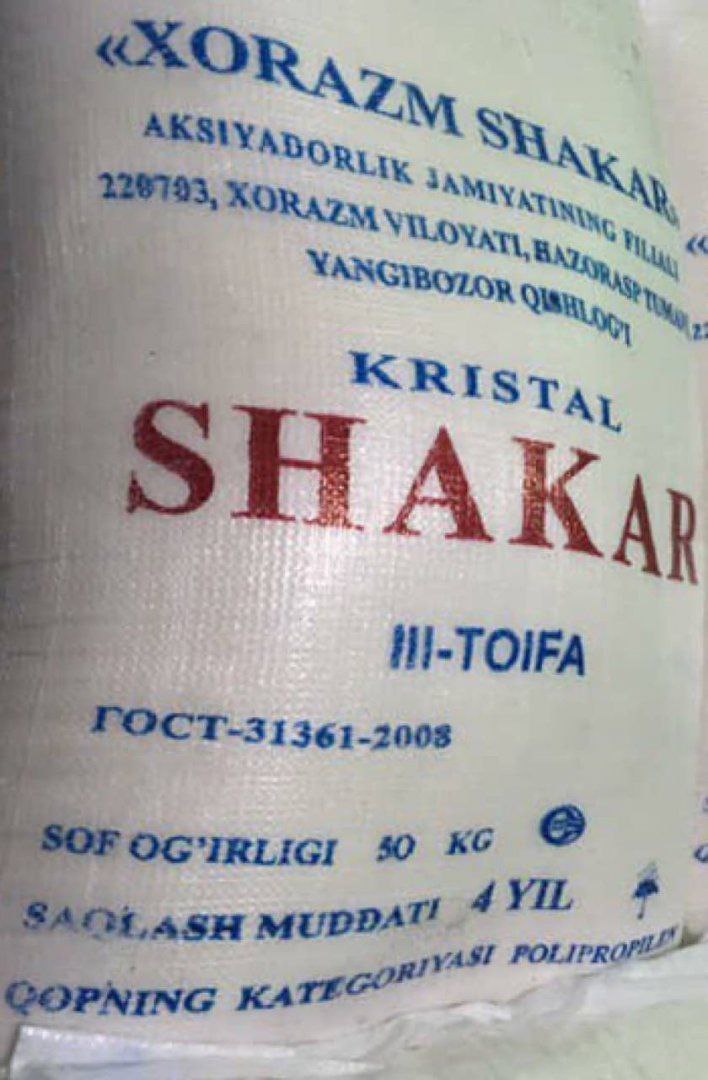 «XORAZM SHAKAR»
AKSIYADORLIK JAMIYATINING FILIALI
220703, XORAZM VILOYATI, HAZORASP TUMANI,
YANGIBOZOR QISHLOG'I
KRISTAL
SHAKAR
III-TOIFA
ГОСТ-31361-2008
SOF OG'IRLIGI 50 KG
SAQLASH MUDDATI 4 YIL
QOPNING KATEGORIYASI POLIPROPILEN